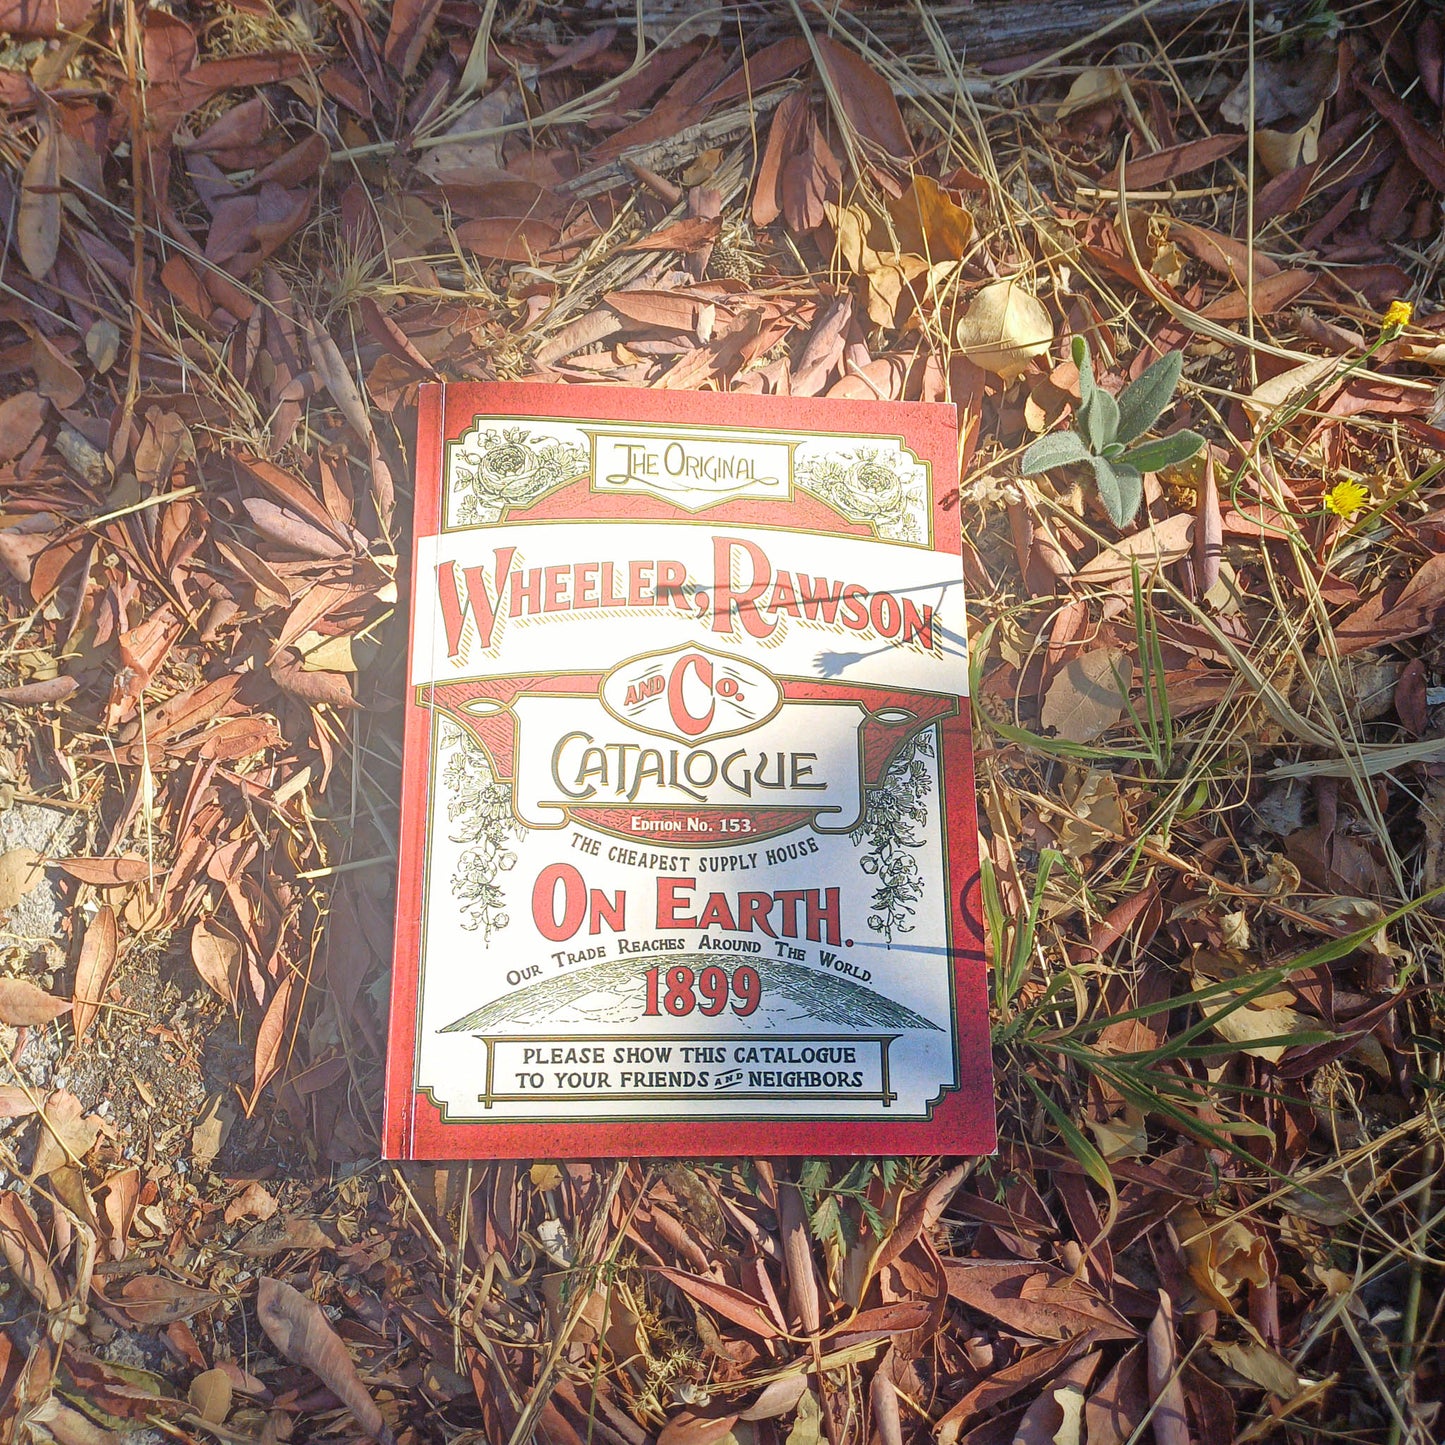 The Original
Wheeler, Rawson
and Co.
Catalogue
Edition No. 153.
THE CHEAPEST SUPPLY HOUSE
On Earth.
Our Trade Reaches Around The World.
1899
PLEASE SHOW THIS CATALOGUE
TO YOUR FRIENDS AND NEIGHBORS